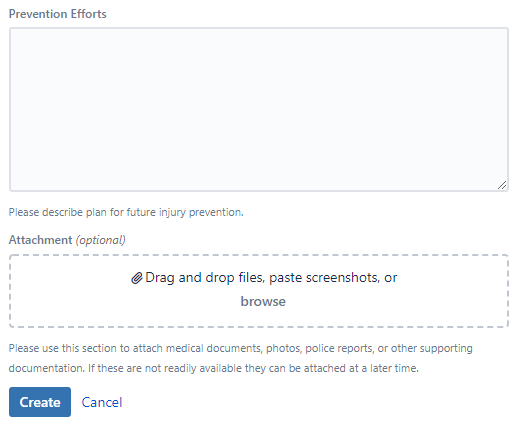 Prevention Efforts
Please describe plan for future injury prevention.
Attachment (optional)
Drag and drop files, paste screenshots, or
browse
Please use this section to attach medical documents, photos, police reports, or other supporting
documentation. If these are not readily available they can be attached at a later time.
Create Cancel